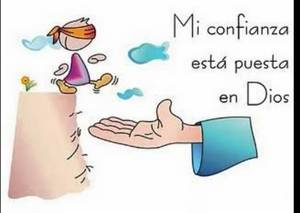 Mi confianza
está puesta
en Dios